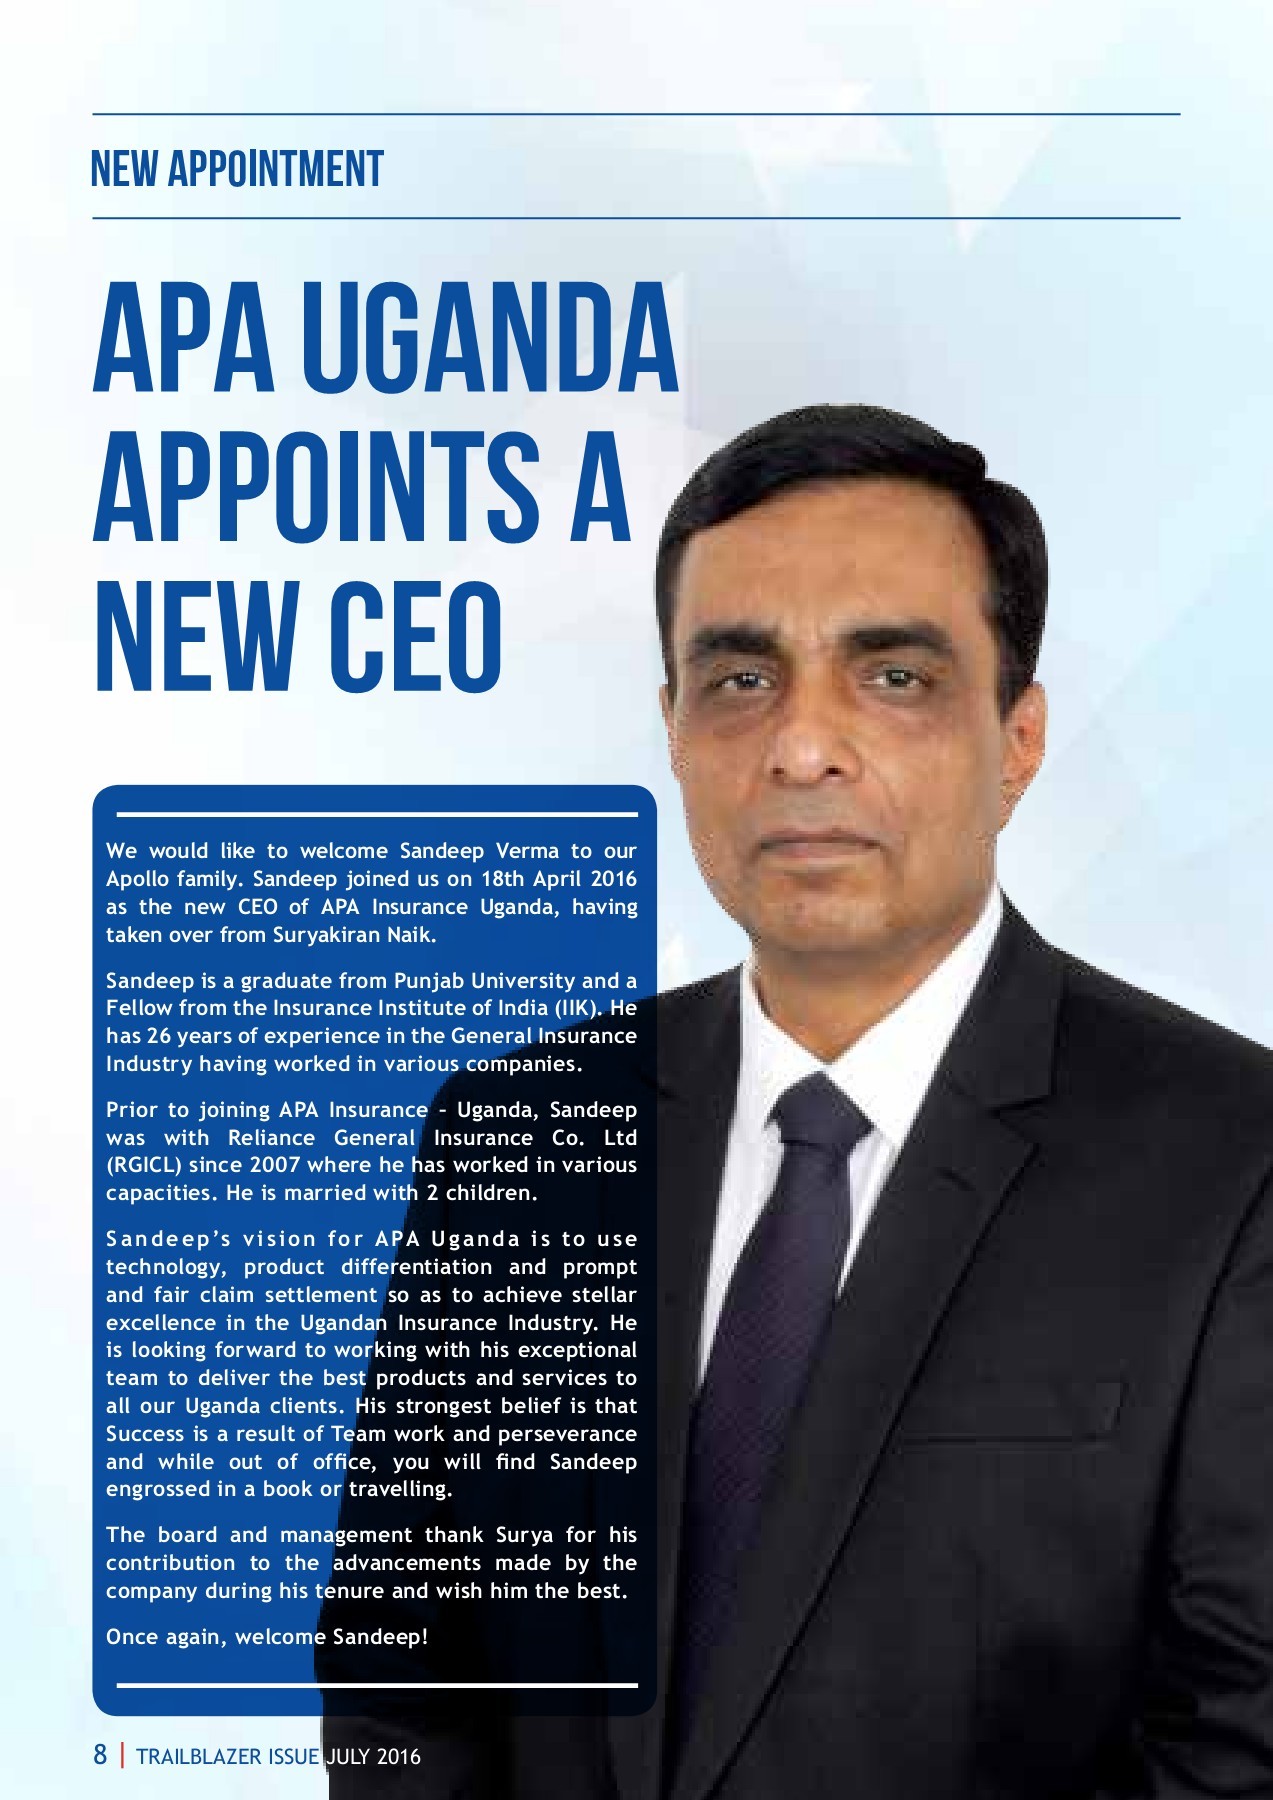 NEW APPOINTMENT
APA UGANDA
APPOINTS A
NEW CEO
We would like to welcome Sandeep Verma to our
Apollo family. Sandeep joined us on 18th April 2016
as the new CEO of APA Insurance Uganda, having
taken over from Suryakiran Naik.
Sandeep is a graduate from Punjab University and a
Fellow from the Insurance Institute of India (IIK). He
has 26 years of experience in the General Insurance
Industry having worked in various companies.
Prior to joining APA Insurance - Uganda, Sandeep
was with Reliance General Insurance Co. Ltd
(RGICL) since 2007 where he has worked in various
capacities. He is married with 2 children.
Sandeep's vision for APA Uganda is to use
technology, product differentiation and prompt
and fair claim settlement so as to achieve stellar
excellence in the Ugandan Insurance Industry. He
is looking forward to working with his exceptional
team to deliver the best products and services to
all our Uganda clients. His strongest belief is that
Success is a result of Team work and perseverance
and while out of office, you will find Sandeep
engrossed in a book or travelling.
The board and management thank Surya for his
contribution to the advancements made by the
company during his tenure and wish him the best.
Once again, welcome Sandeep!
8 | TRAILBLAZER ISSUE JULY 2016